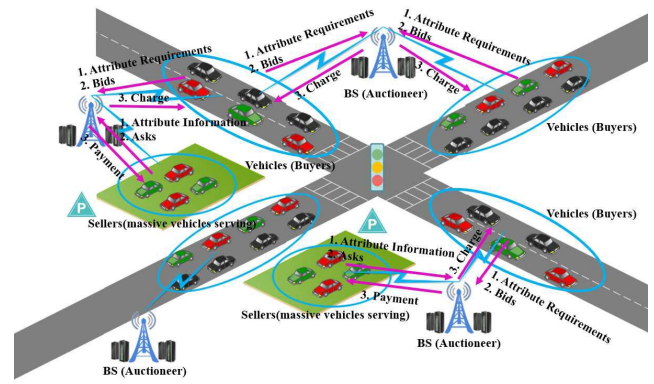 1. Attribute Requirements
2. Bids
3. Charge
1. Attribute Requirements
2. Bids
3. Charge
BS (Auctioneer)
1. Attribute Requirements
2. Bids
3. Charge
Vehicles (Buyers)
1. Attribute Information
2. Asks
3. Payment
Vehicles (Buyers)
P
Sellers(massive vehicles serving)
P
Vehicles (Buyers)
1. Attribute Information
2. Asks
3. Payment
3. Charge
1. Attribute Requirements
2. Bids
Sellers(massive vehicles serving)
BS (Auctioneer)
BS (Auctioneer)